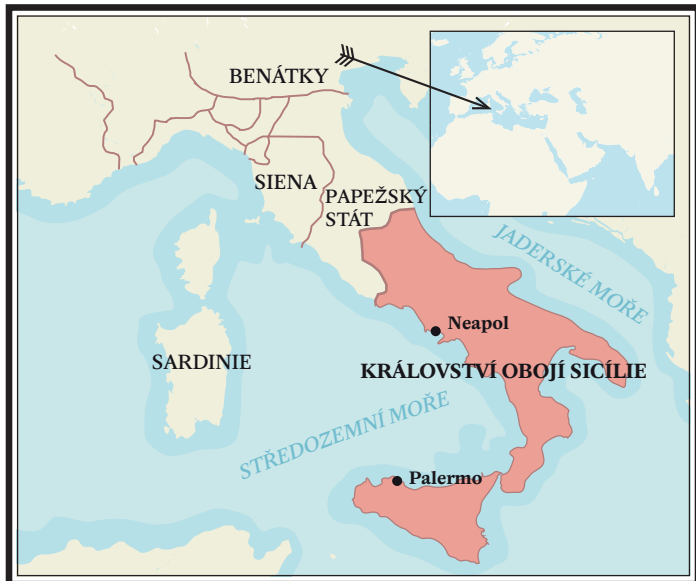 BENÁTKY
SIENA
PAPEŽSKÝ
STÁT
JADERSKÉ MOŘE
Neapol
SARDINIE
KRÁLOVSTVÍ OBOJÍ SICÍLIE
STŘEDOZEMNÍ MOŘE
Palermo